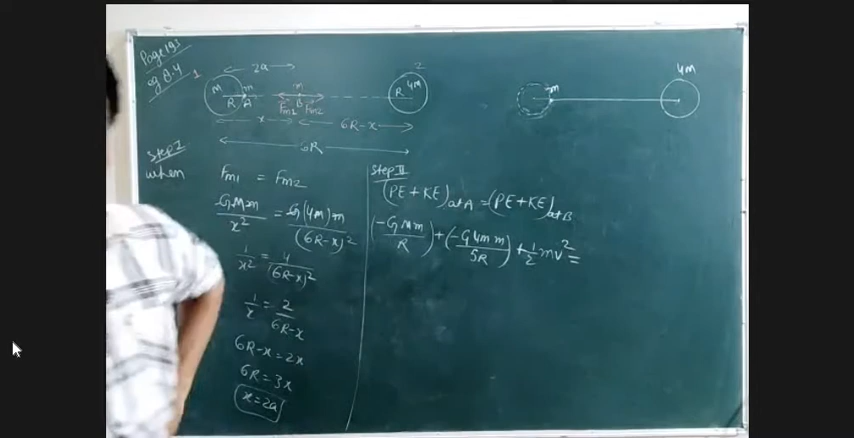 Page 193
eg 8.4
2a
1
2
M
R
m
A
m
B
Fm1 Fm2
R 4M
x
6R-x
6R
m
4M
Step I
when
Fm1 = Fm2
GMm/x² = G(4M)m/(6R-x)²
1/x² = 4/(6R-x)²
1/x = 2/(6R-x)
6R-x = 2x
6R = 3x
x = 2a
Step II
(PE + KE) at A = (PE + KE) at B
(-GMm/R) + (-G4Mm/5R) + 1/2 mv² =